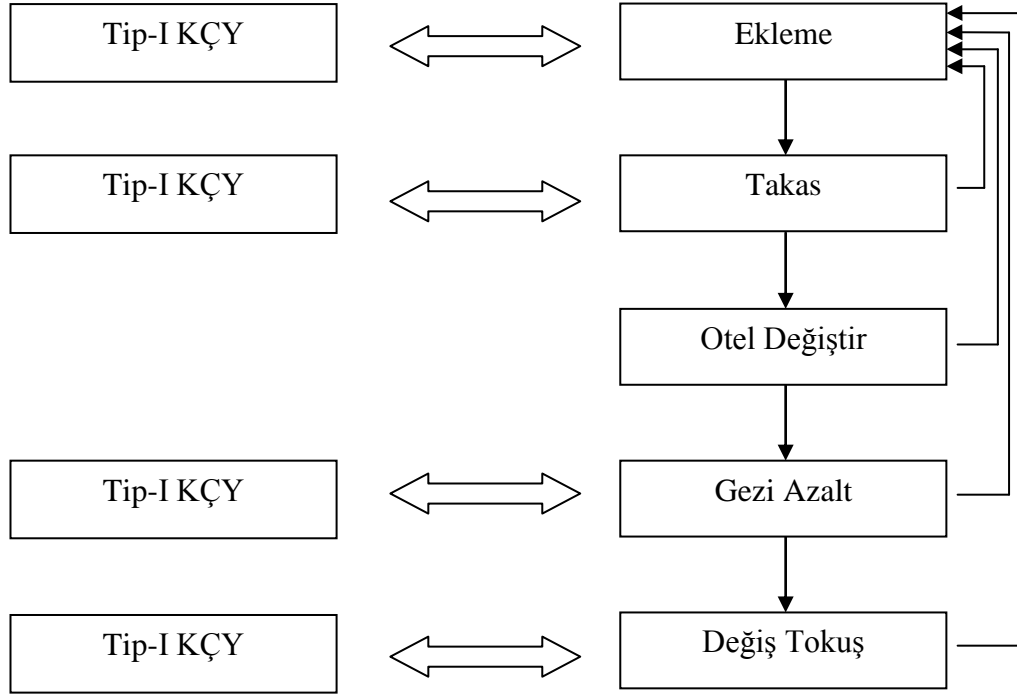 Tip-I KÇY
Ekleme
Tip-I KÇY
Takas
Otel Değiştir
Tip-I KÇY
Gezi Azalt
Tip-I KÇY
Değiş Tokuş